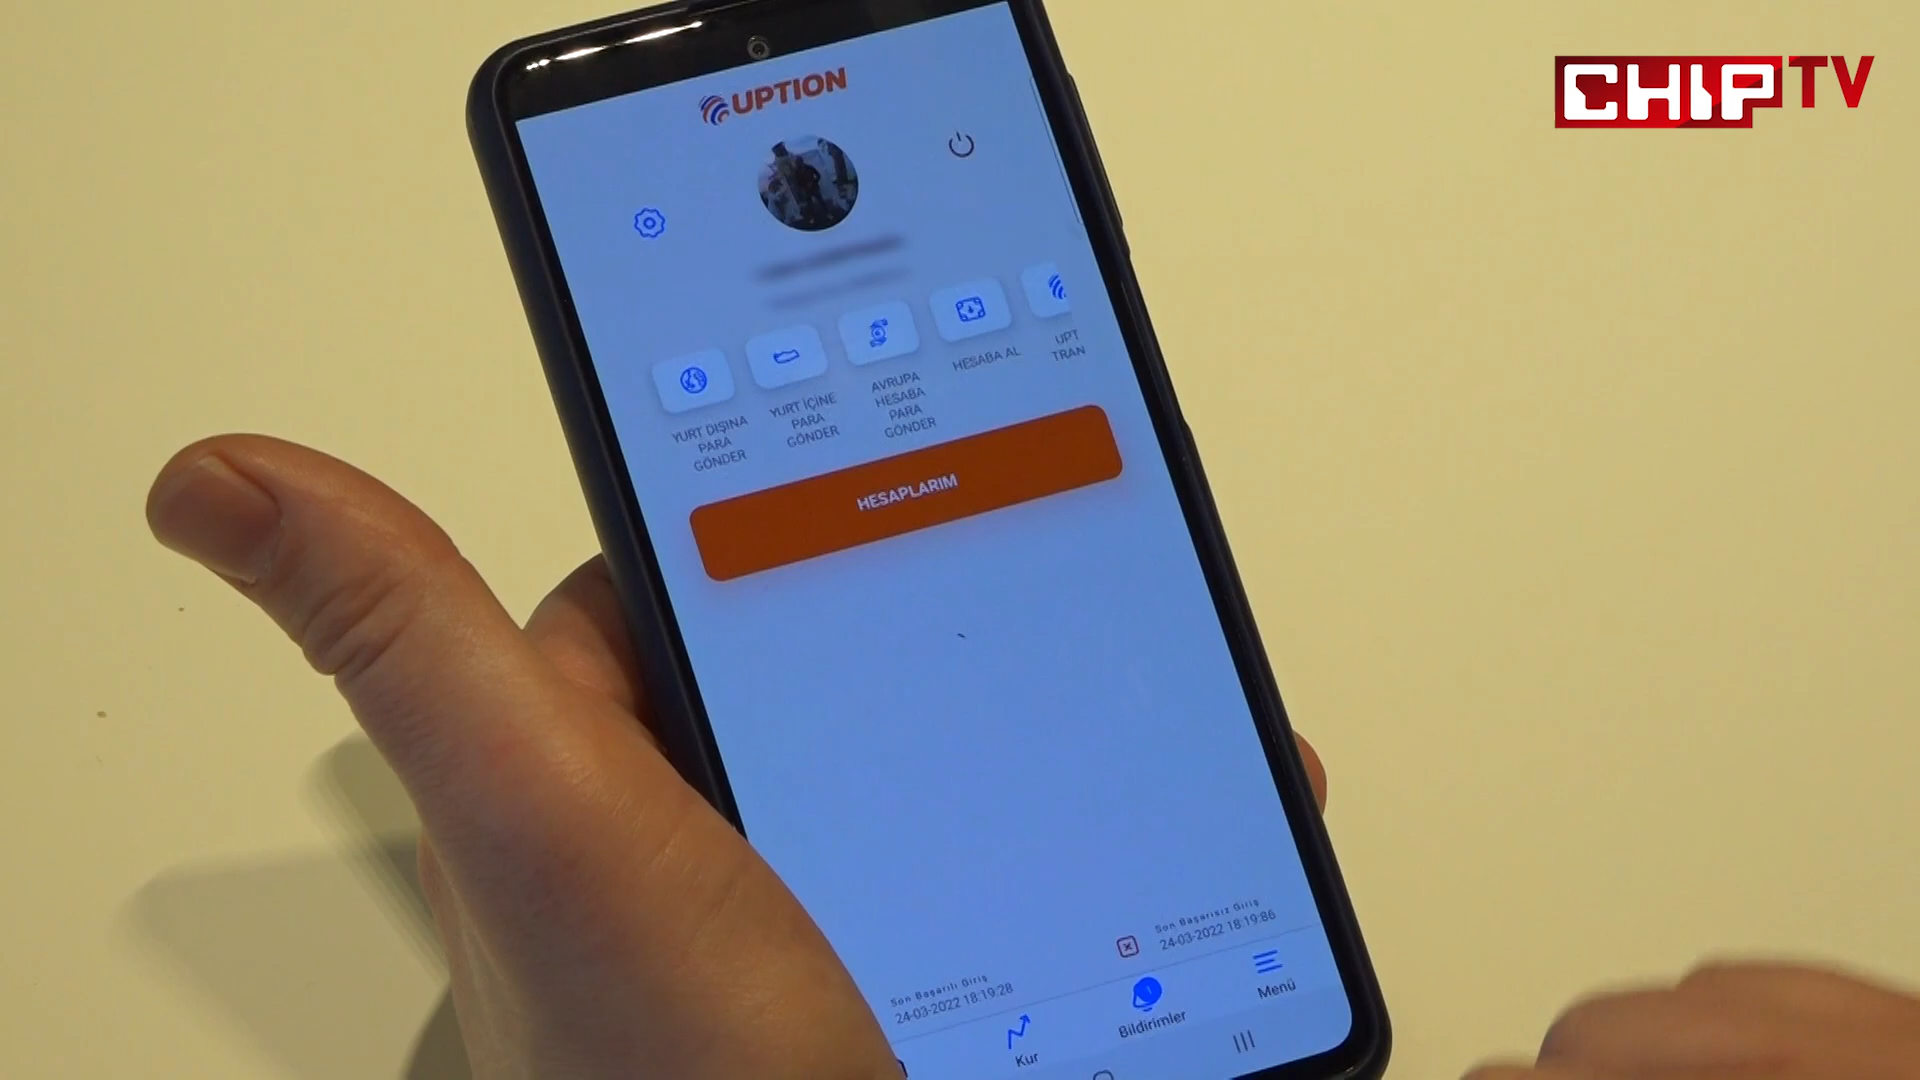 CHIP TV
UPTION
YURT DIŞINA
PARA
GÖNDER
YURT İÇİNE
PARA
GÖNDER
AVRUPA
HESABA
PARA
GÖNDER
HESABA AL
UPT
TRAN
HESAPLARIM
Son Başarılı Giriş
24-03-2022 18:19:28
Son Başarısız Giriş
24-03-2022 18:19:86
Kur
Bildirimler
Menü